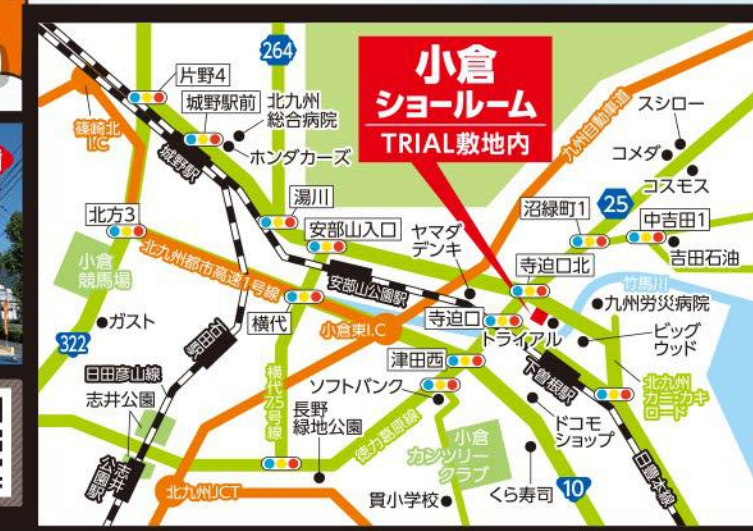 264
片野4
城野駅前
北九州
総合病院
ホンダカーズ
篠崎北
I.C
城野駅
小倉
ショールーム
TRIAL敷地内
九州自動車道
スシロー
コメダ
コスモス
湯川
安部山入口
ヤマダ
デンキ
沼緑町1
25
中吉田1
吉田石油
北方3
小倉
競馬場
北九州都市高速1号線
安部山公園駅
寺迫口北
竹馬川
九州労災病院
横代
小倉東I.C
寺迫口
トライアル
ビッグ
ウッド
322
ガスト
石田駅
津田西
下曽根駅
日田彦山線
志井公園
横代75号線
ソフトバンク
長野
緑地公園
徳力葛原線
小倉
カンツリー
クラブ
ドコモ
ショップ
北九州
カニ・カキ
ロード
志井
公園駅
北九州JCT
貫小学校
くら寿司
10
日豊本線